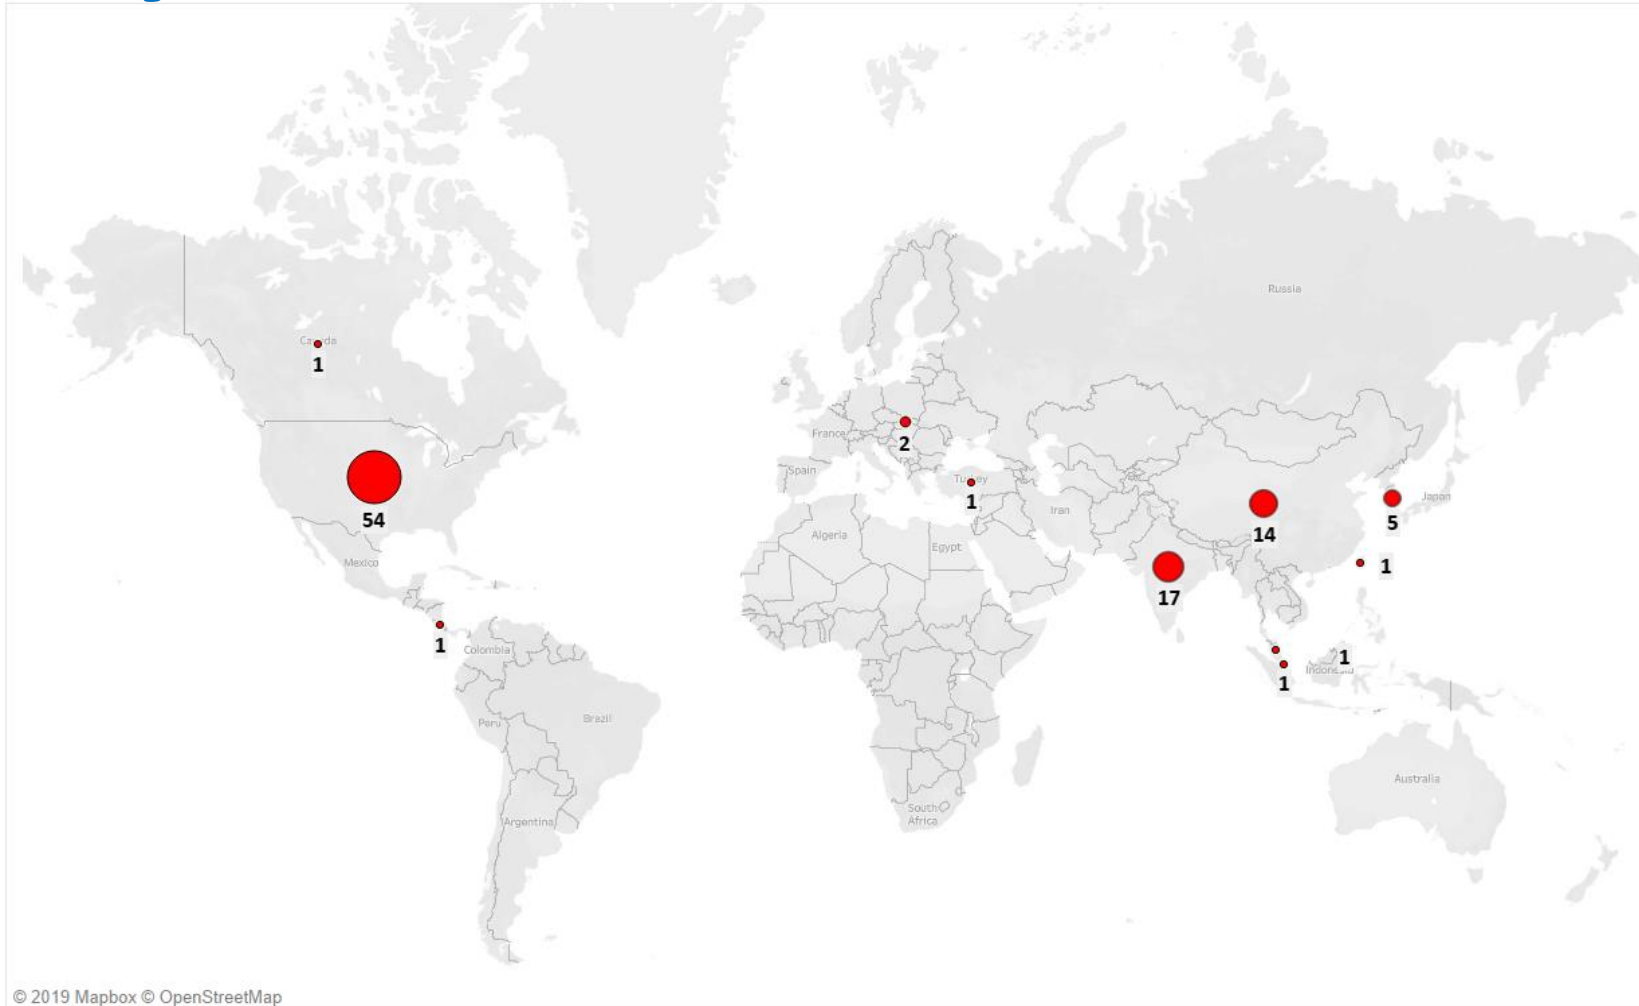 Russia
Canada
1
2
France
Spain
Turkey
1
Iran
Japan
54
14
5
Algeria
Egypt
Mexico
1
17
1
Colombia
1
Indonesia
1
Peru
Brazil
Australia
South
Africa
Argentina
© 2019 Mapbox © OpenStreetMap